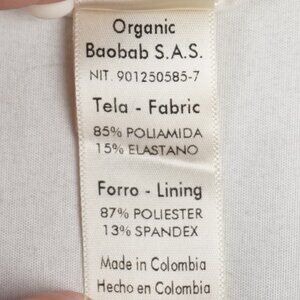 Organic
Baobab S.A.S.
NIT. 901250585-7
Tela - Fabric
85% POLIAMIDA
15% ELASTANO
Forro - Lining
87% POLIESTER
13% SPANDEX
Made in Colombia
Hecho en Colombia